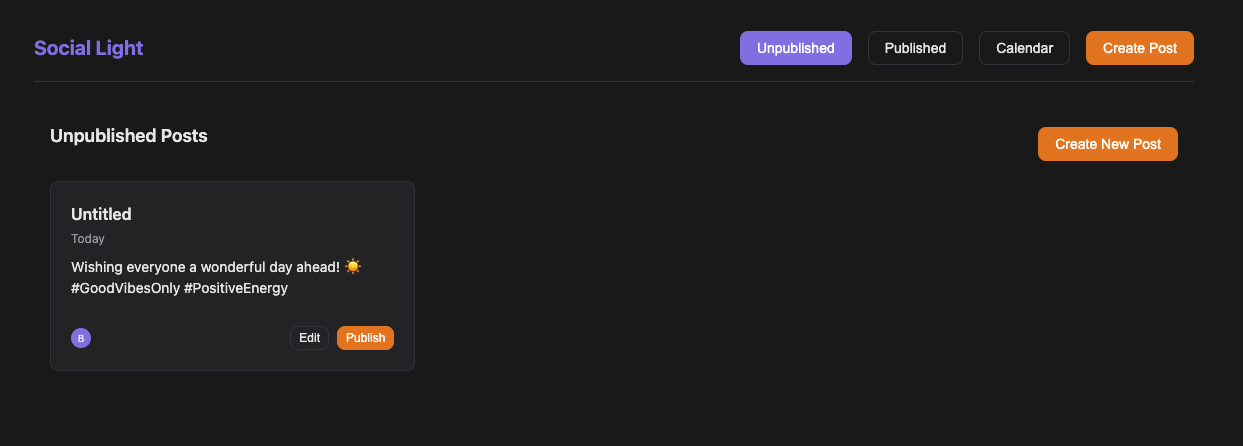 Social Light
Unpublished
Published
Calendar
Create Post
Unpublished Posts
Create New Post
Untitled
Today
Wishing everyone a wonderful day ahead! ☀️
#GoodVibesOnly #PositiveEnergy
B
Edit
Publish